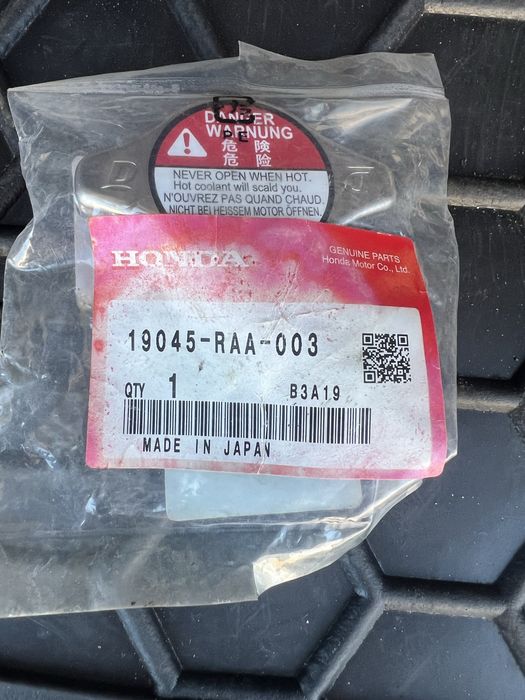 DANGER
WARNUNG
PE
危 険
危 险
NEVER OPEN WHEN HOT.
Hot coolant will scald you.
N'OUVREZ PAS QUAND CHAUD.
NICHT BEI HEISSEM MOTOR ÖFFNEN.
HONDA
GENUINE PARTS
Honda Motor Co., Ltd.
19045-RAA-003
QTY 1 B3A19
MADE IN JAPAN